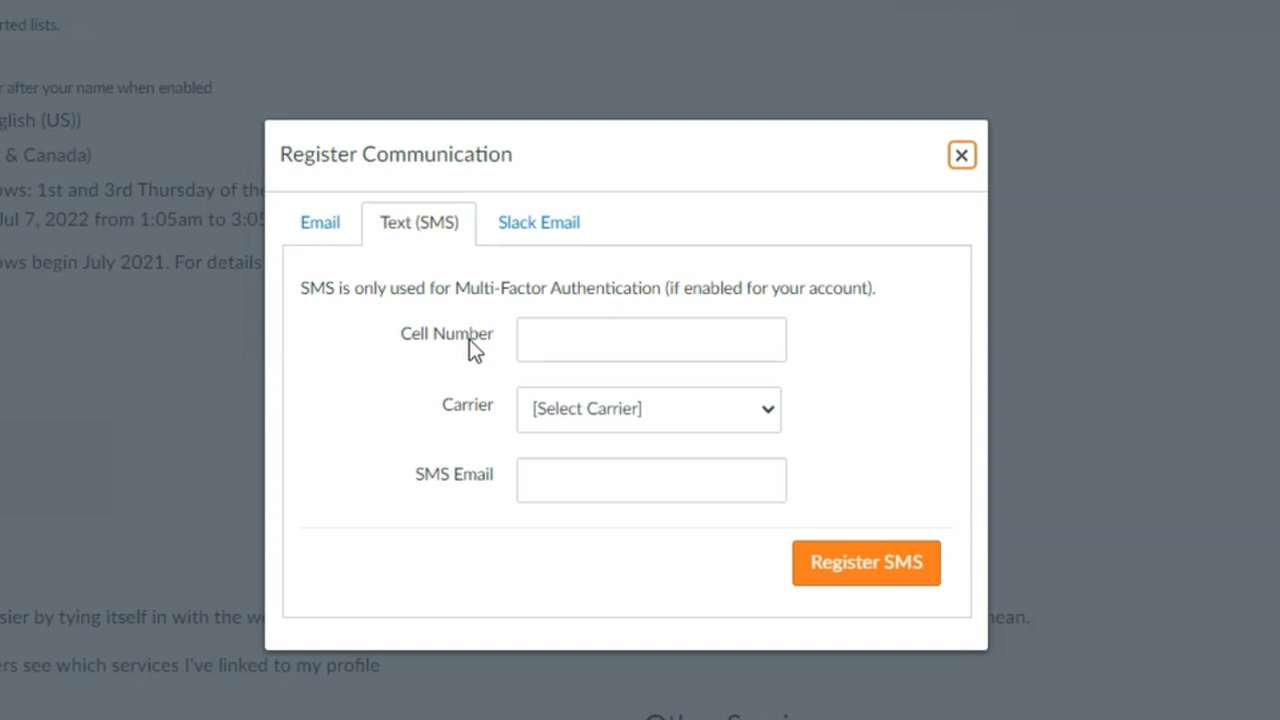 rted lists.
r after your name when enabled
glish (US))
& Canada)
ows: 1st and 3rd Thursday of the
Jul 7, 2022 from 1:05am to 3:05
ows begin July 2021. For details
Register Communication
Email Text (SMS) Slack Email
SMS is only used for Multi-Factor Authentication (if enabled for your account).
Cell Number
Carrier [Select Carrier]
SMS Email
Register SMS
sier by tying itself in with the w
nean.
ers see which services I've linked to my profile